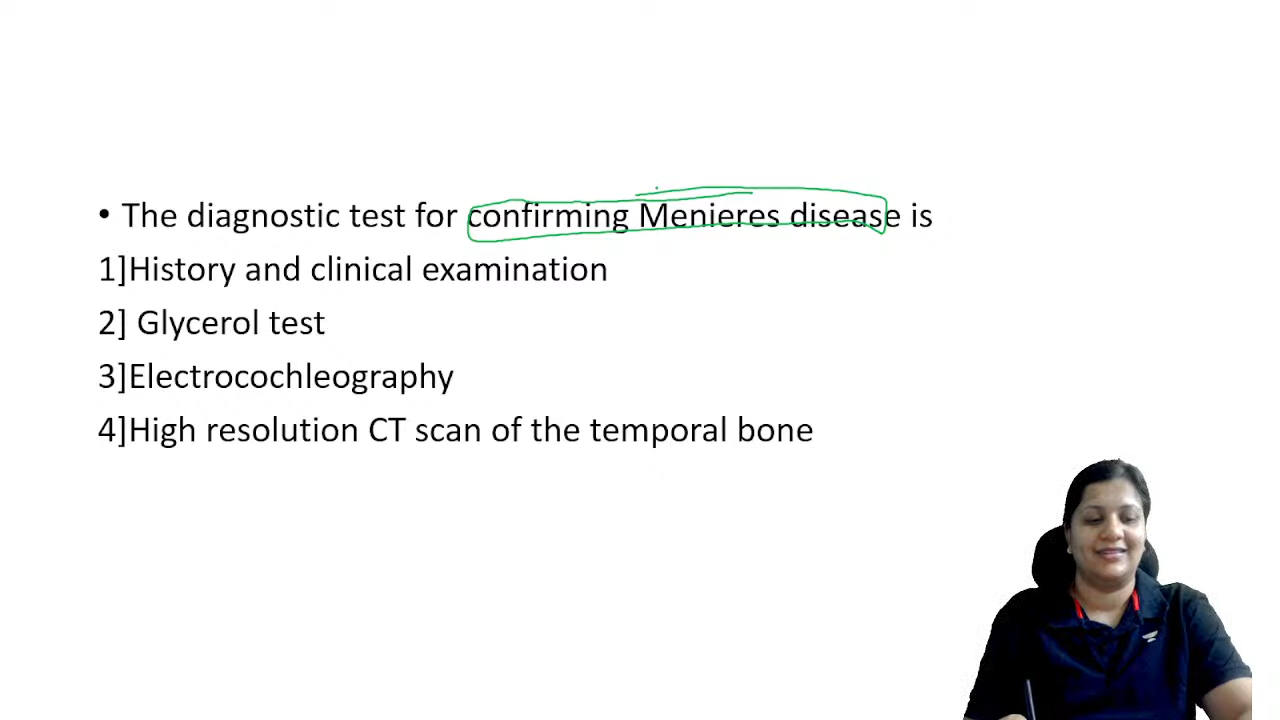 • The diagnostic test for confirming Menieres disease is
1]History and clinical examination
2] Glycerol test
3]Electrocochleography
4]High resolution CT scan of the temporal bone